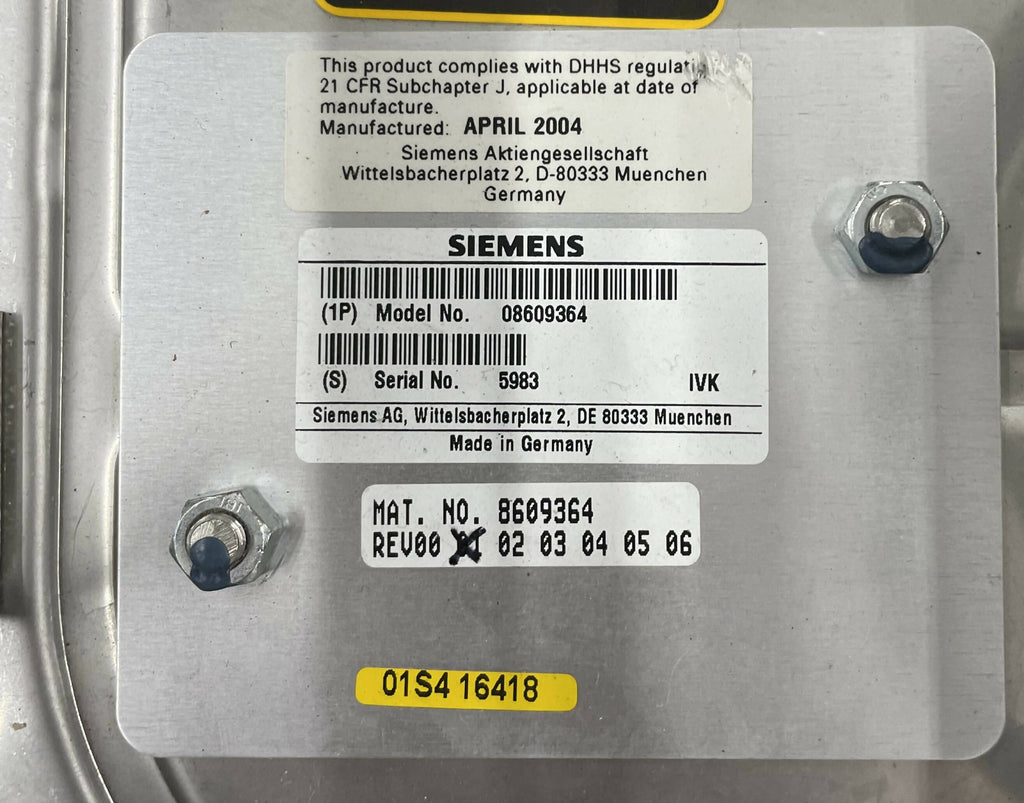 This product complies with DHHS
21 CFR Subchapter J, applicable at date of
manufacture.
Manufactured: APRIL 2004
Siemens Aktiengesellschaft
Wittelsbacherplatz 2, D-80333 Muenchen
Germany
SIEMENS
(1P) Model No. 08609364
(S) Serial No. 5983 IVK
Siemens AG, Wittelsbacherplatz 2, DE 80333 Muenchen
Made in Germany
MAT. NO. 8609364
REV00 02 03 04 05 06
01S4 16418